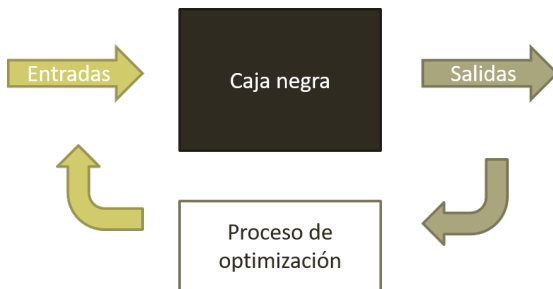 Entradas
Caja negra
Salidas
Proceso de
optimización